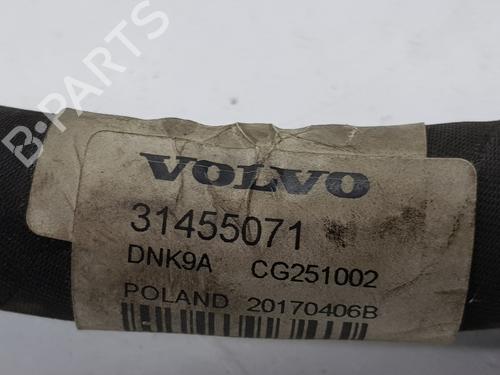 B-PARTS
VOLVO
31455071
DNK9A CG251002
POLAND 20170406B